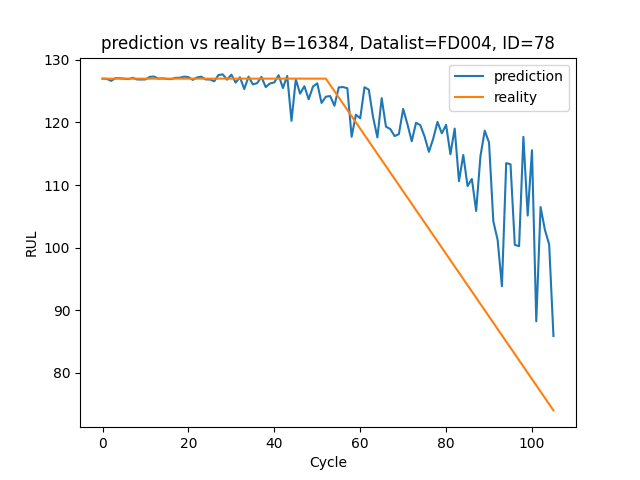 prediction vs reality B=16384, Datalist=FD004, ID=78
prediction
reality
130
120
110
100
90
80
RUL
0 20 40 60 80 100
Cycle